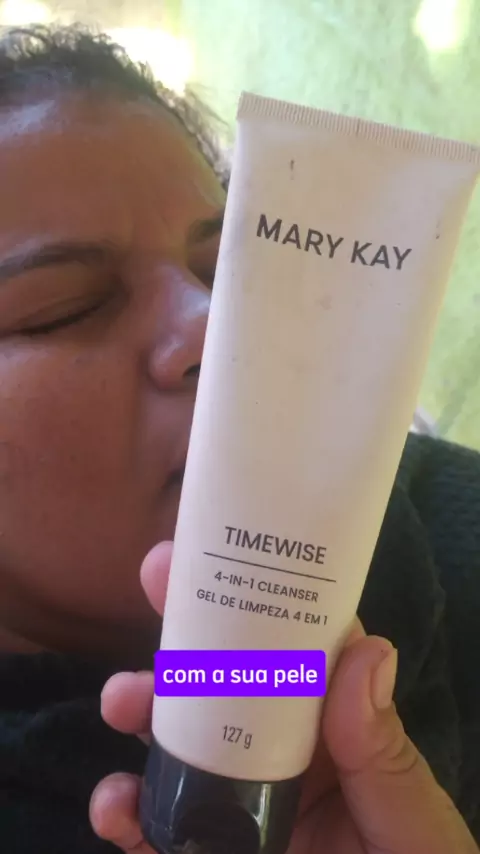 MARY KAY
TIMEWISE
4-IN-1 CLEANSER
GEL DE LIMPEZA 4 EM 1
com a sua pele
127 g